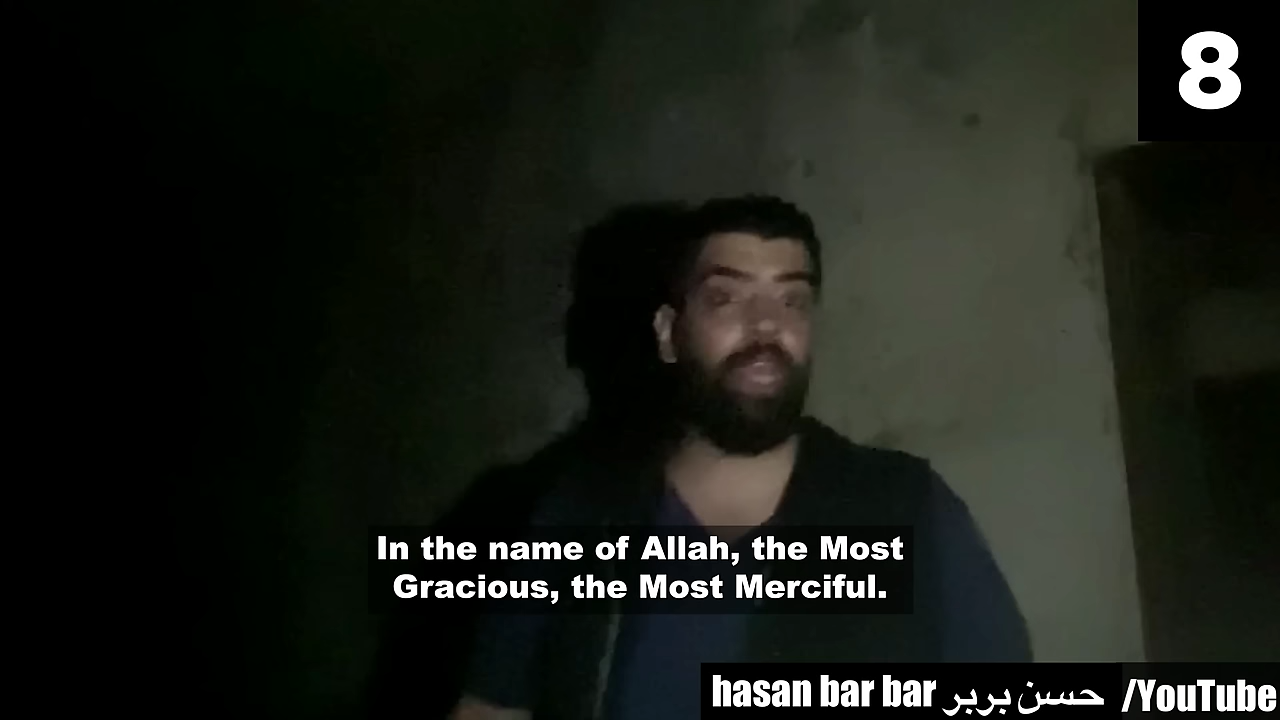 8
In the name of Allah, the Most
Gracious, the Most Merciful.
hasan bar bar حسن بربر /YouTube